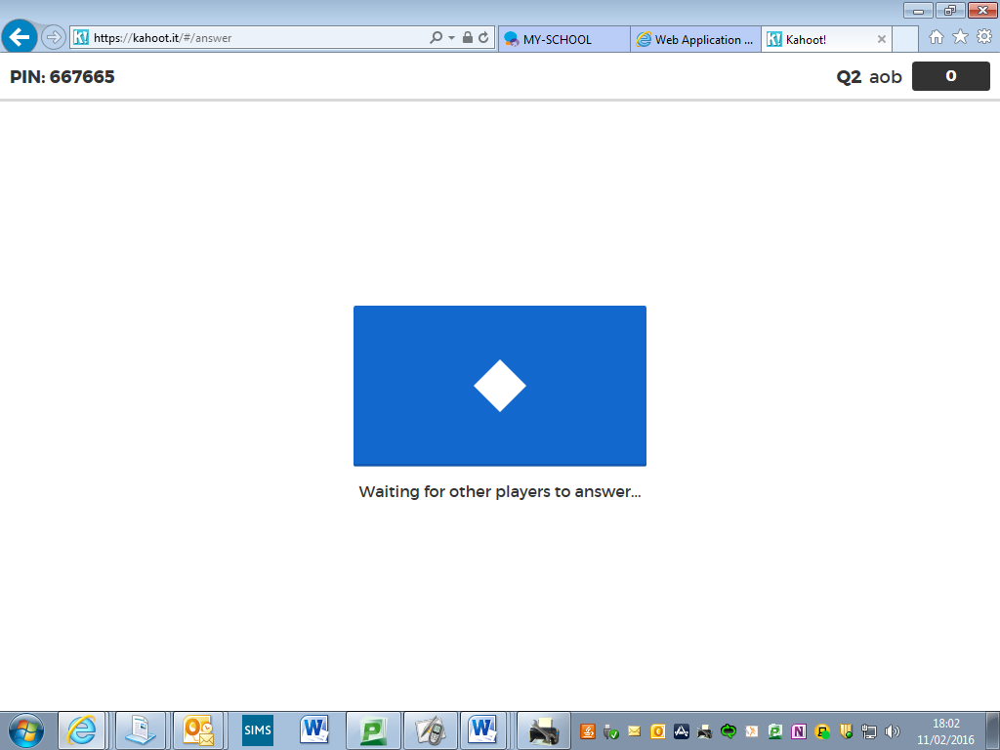 https://kahoot.it/#/answer
MY-SCHOOL
Web Application ...
Kahoot!
PIN: 667665
Q2 aob 0
Waiting for other players to answer...
SIMS
18:02
11/02/2016